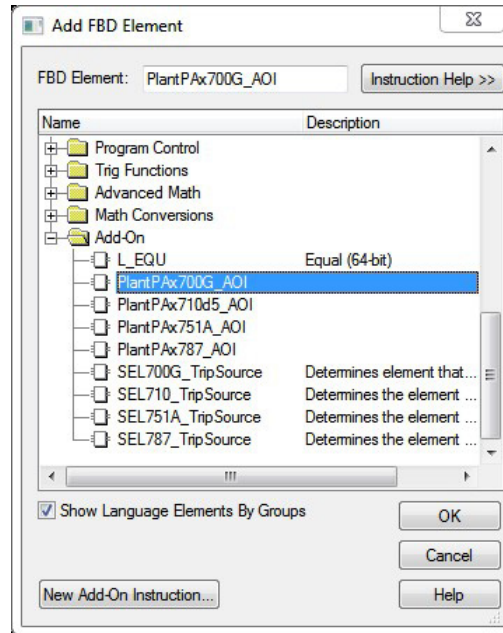 Add FBD Element
FBD Element: PlantPAx700G_AOI Instruction Help >>
Name Description
Program Control
Trig Functions
Advanced Math
Math Conversions
Add-On
L_EQU Equal (64-bit)
PlantPAx700G_AOI
PlantPAx710d5_AOI
PlantPAx751A_AOI
PlantPAx787_AOI
SEL700G_TripSource Determines element that...
SEL710_TripSource Determines the element ...
SEL751A_TripSource Determines the element ...
SEL787_TripSource Determines the element ...
Show Language Elements By Groups
OK
Cancel
New Add-On Instruction... Help